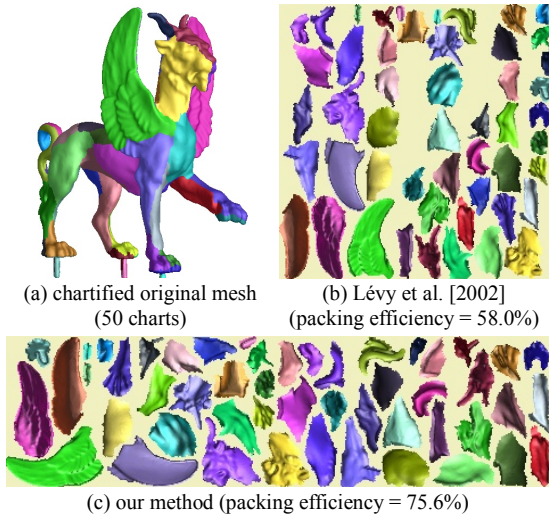 (a) chartified original mesh
(50 charts)
(b) Lévy et al. [2002]
(packing efficiency = 58.0%)
(c) our method (packing efficiency = 75.6%)